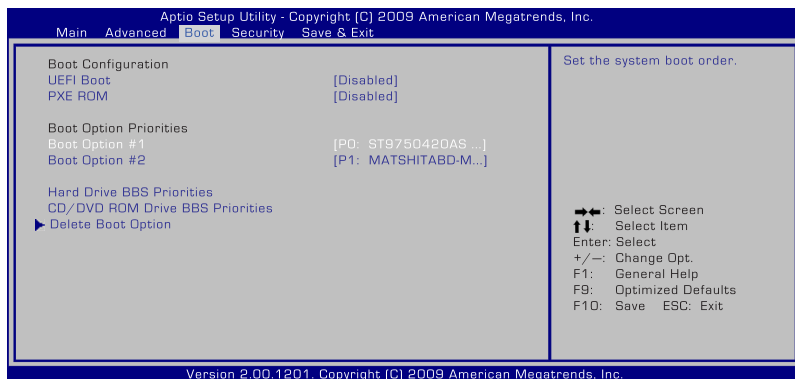 Aptio Setup Utility - Copyright (C) 2009 American Megatrends, Inc.
Main Advanced Boot Security Save & Exit
Boot Configuration
UEFI Boot [Disabled]
PXE ROM [Disabled]
Boot Option Priorities
Boot Option #1 [P0: ST9750420AS ...]
Boot Option #2 [P1: MATSHITABD-M...]
Hard Drive BBS Priorities
CD/DVD ROM Drive BBS Priorities
Delete Boot Option
Set the system boot order.
→←: Select Screen
↑↓: Select Item
Enter: Select
+/—: Change Opt.
F1: General Help
F9: Optimized Defaults
F10: Save ESC: Exit
Version 2.00.1201. Copyright (C) 2009 American Megatrends, Inc.